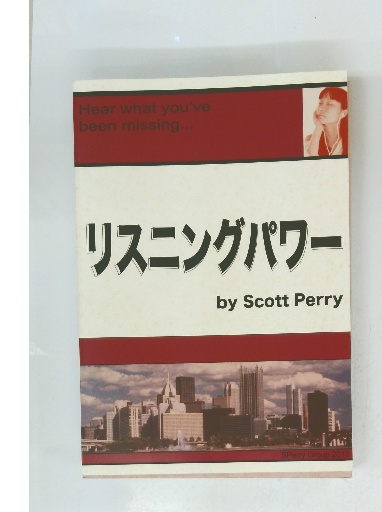 Hear what you've
been missing...
リスニングパワー
by Scott Perry